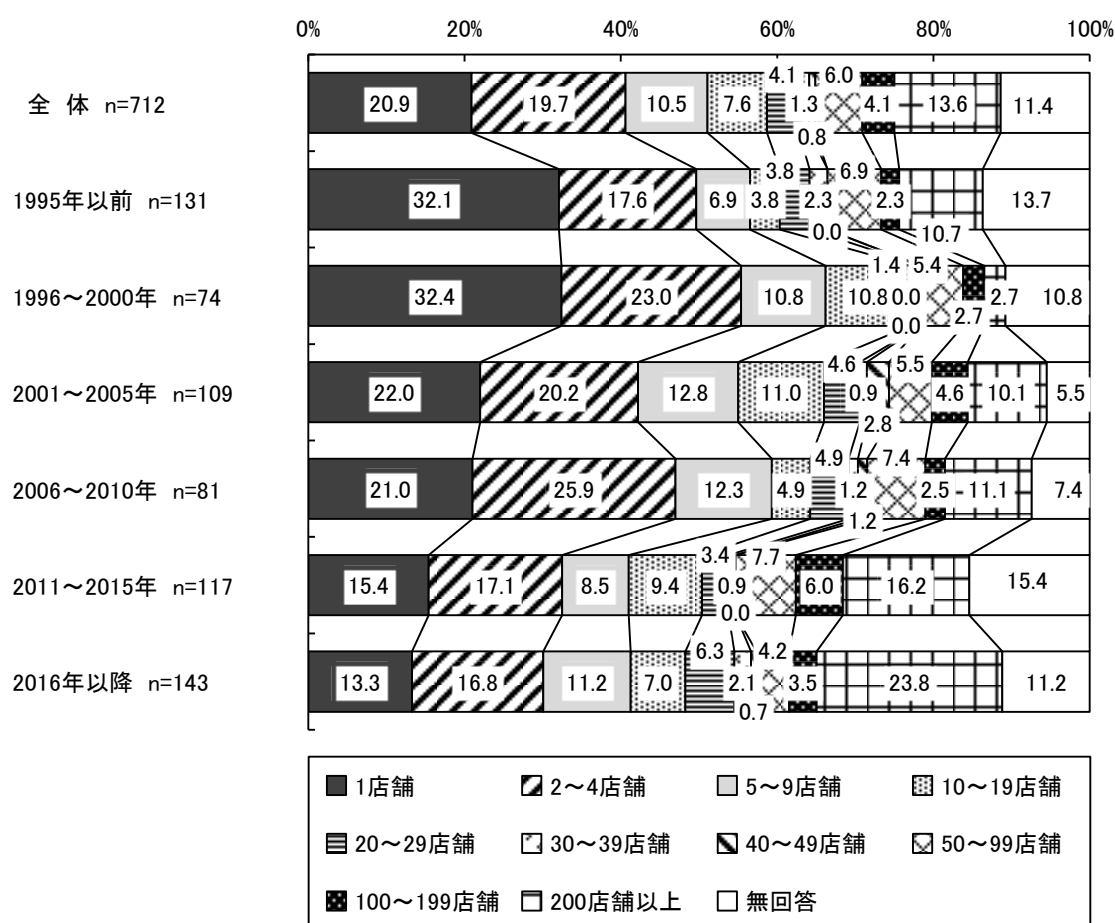 0% 20% 40% 60% 80% 100%
全 体 n=712
20.9 19.7 10.5 7.6 4.1 1.3 0.8 6.0 4.1 13.6 11.4
1995年以前 n=131
32.1 17.6 6.9 3.8 3.8 2.3 0.0 6.9 2.3 10.7 13.7
1996～2000年 n=74
32.4 23.0 10.8 10.8 1.4 0.0 0.0 5.4 2.7 2.7 10.8
2001～2005年 n=109
22.0 20.2 12.8 11.0 4.6 0.9 2.8 5.5 4.6 10.1 5.5
2006～2010年 n=81
21.0 25.9 12.3 4.9 4.9 1.2 1.2 7.4 2.5 11.1 7.4
2011～2015年 n=117
15.4 17.1 8.5 9.4 3.4 0.9 0.0 7.7 6.0 16.2 15.4
2016年以降 n=143
13.3 16.8 11.2 7.0 6.3 2.1 0.7 4.2 3.5 23.8 11.2
1店舗 2～4店舗 5～9店舗 10～19店舗
20～29店舗 30～39店舗 40～49店舗 50～99店舗
100～199店舗 200店舗以上 無回答